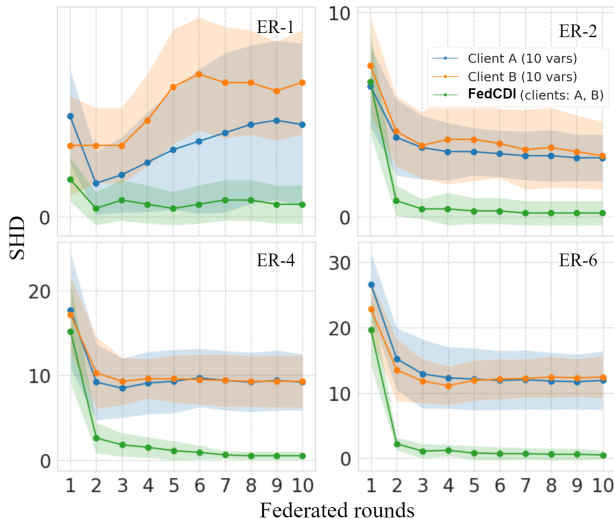 ER-1
0
10
ER-2
Client A (10 vars)
Client B (10 vars)
FedCDI (clients: A, B)
0
SHD
20
10
0
ER-4
1 2 3 4 5 6 7 8 9 10
30
20
10
0
ER-6
1 2 3 4 5 6 7 8 9 10
Federated rounds
Federated rounds